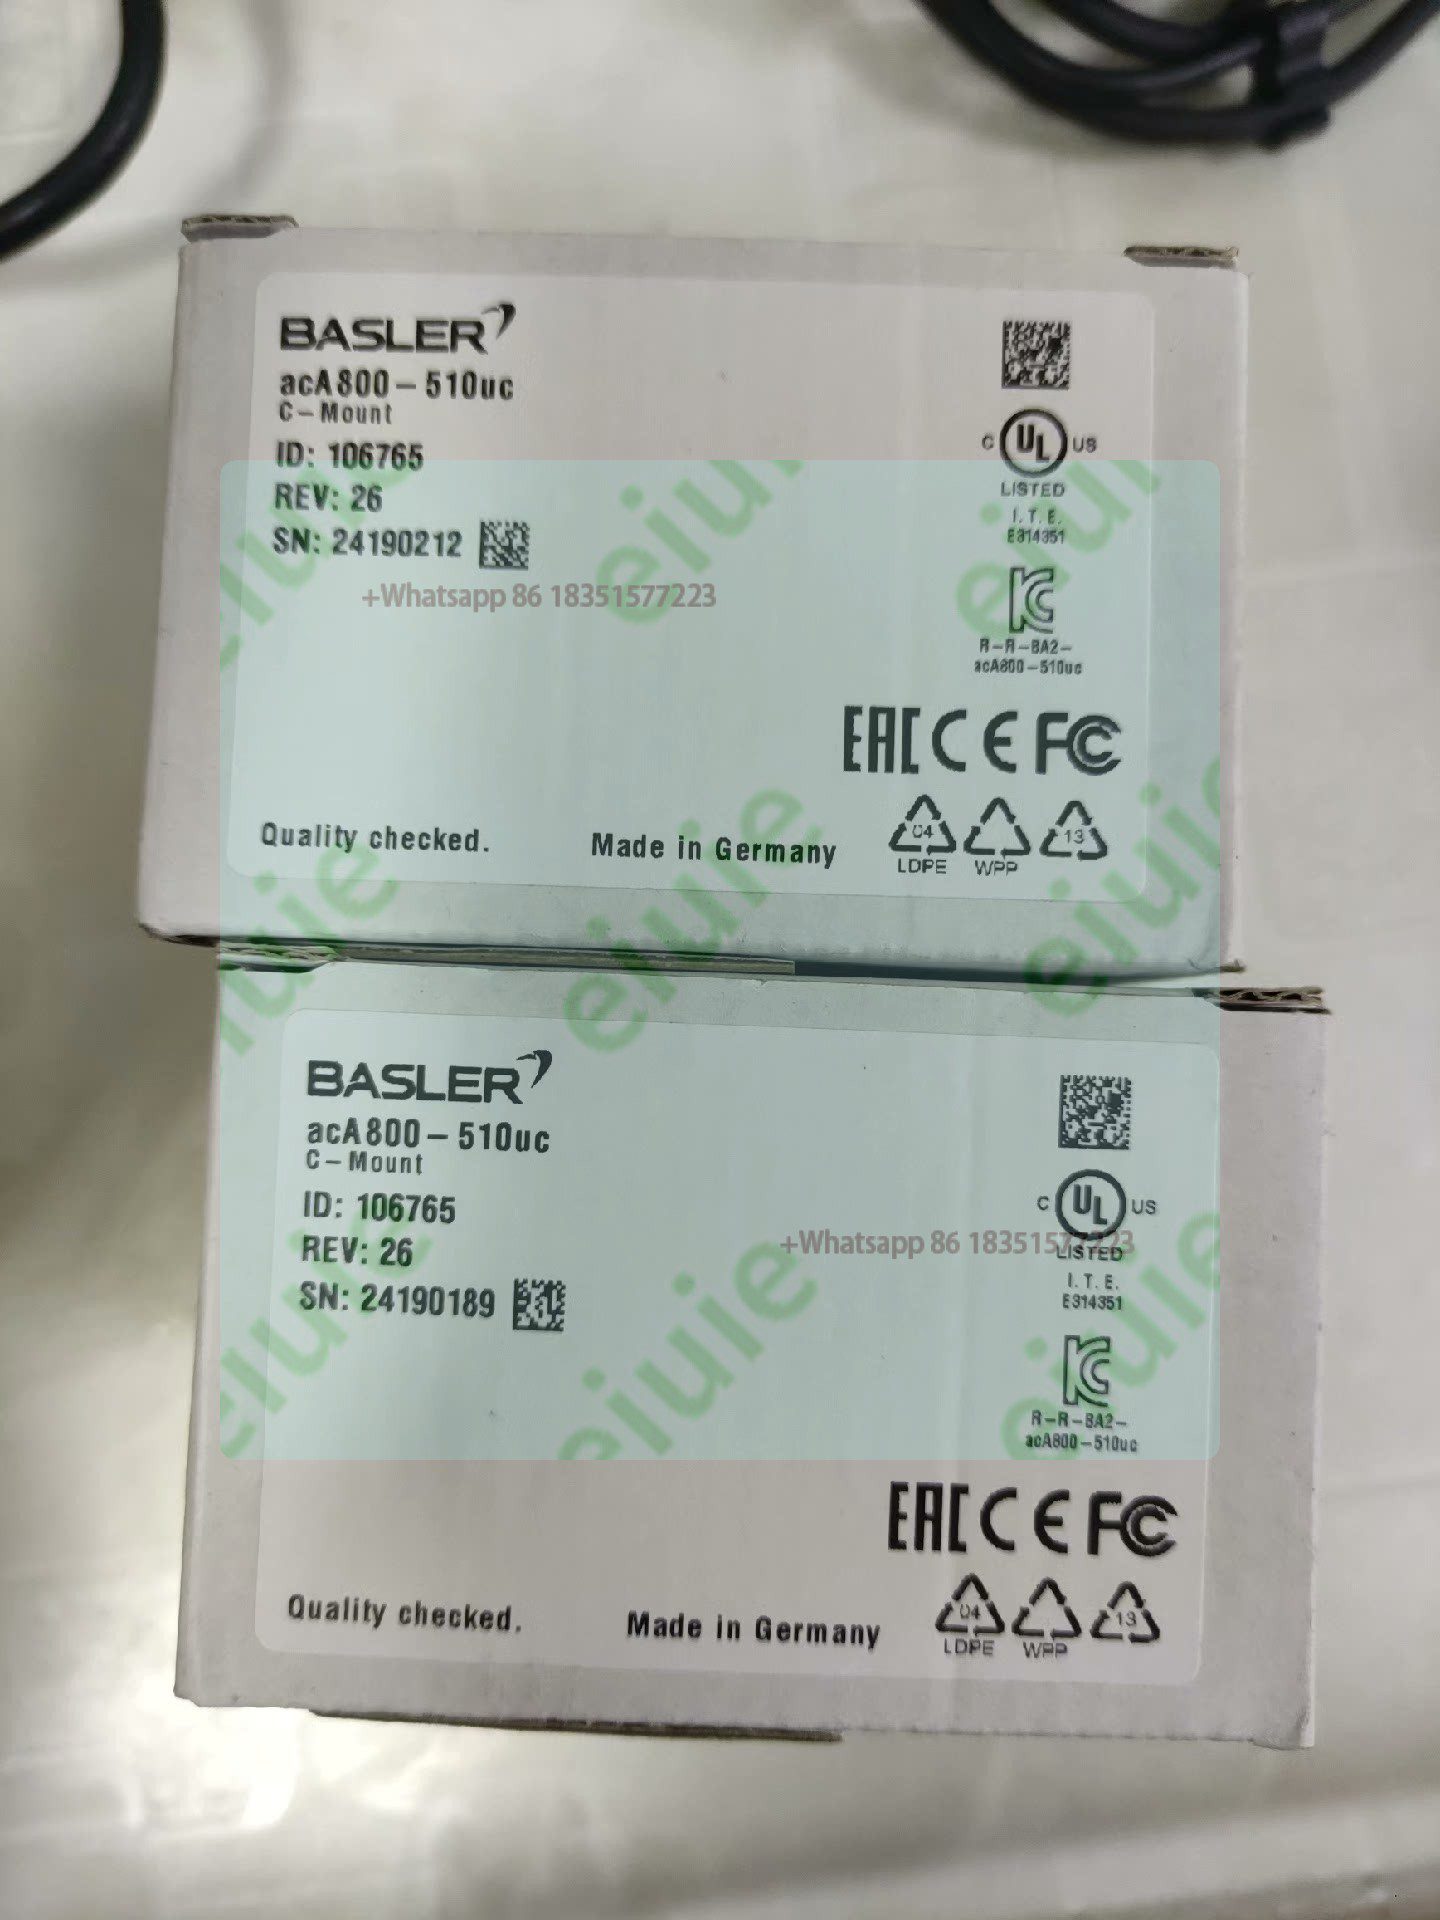 BASLER
acA800-510uc
C-Mount
ID: 106765
REV: 26
SN: 24190212
+Whatsapp 86 18351577223
C UL US
LISTED
I.T.E.
E314351
R-R-BA2-
acA800-510uc
EAC CE FC
Quality checked.
Made in Germany
04
LDPE
WPP
13
eiuie
BASLER
acA800-510uc
C-Mount
ID: 106765
REV: 26
SN: 24190189
+Whatsapp 86 18351577223
C UL US
LISTED
I.T.E.
E314351
R-R-BA2-
acA800-510uc
EAC CE FC
Quality checked.
Made in Germany
04
LDPE
WPP
13
eiuie